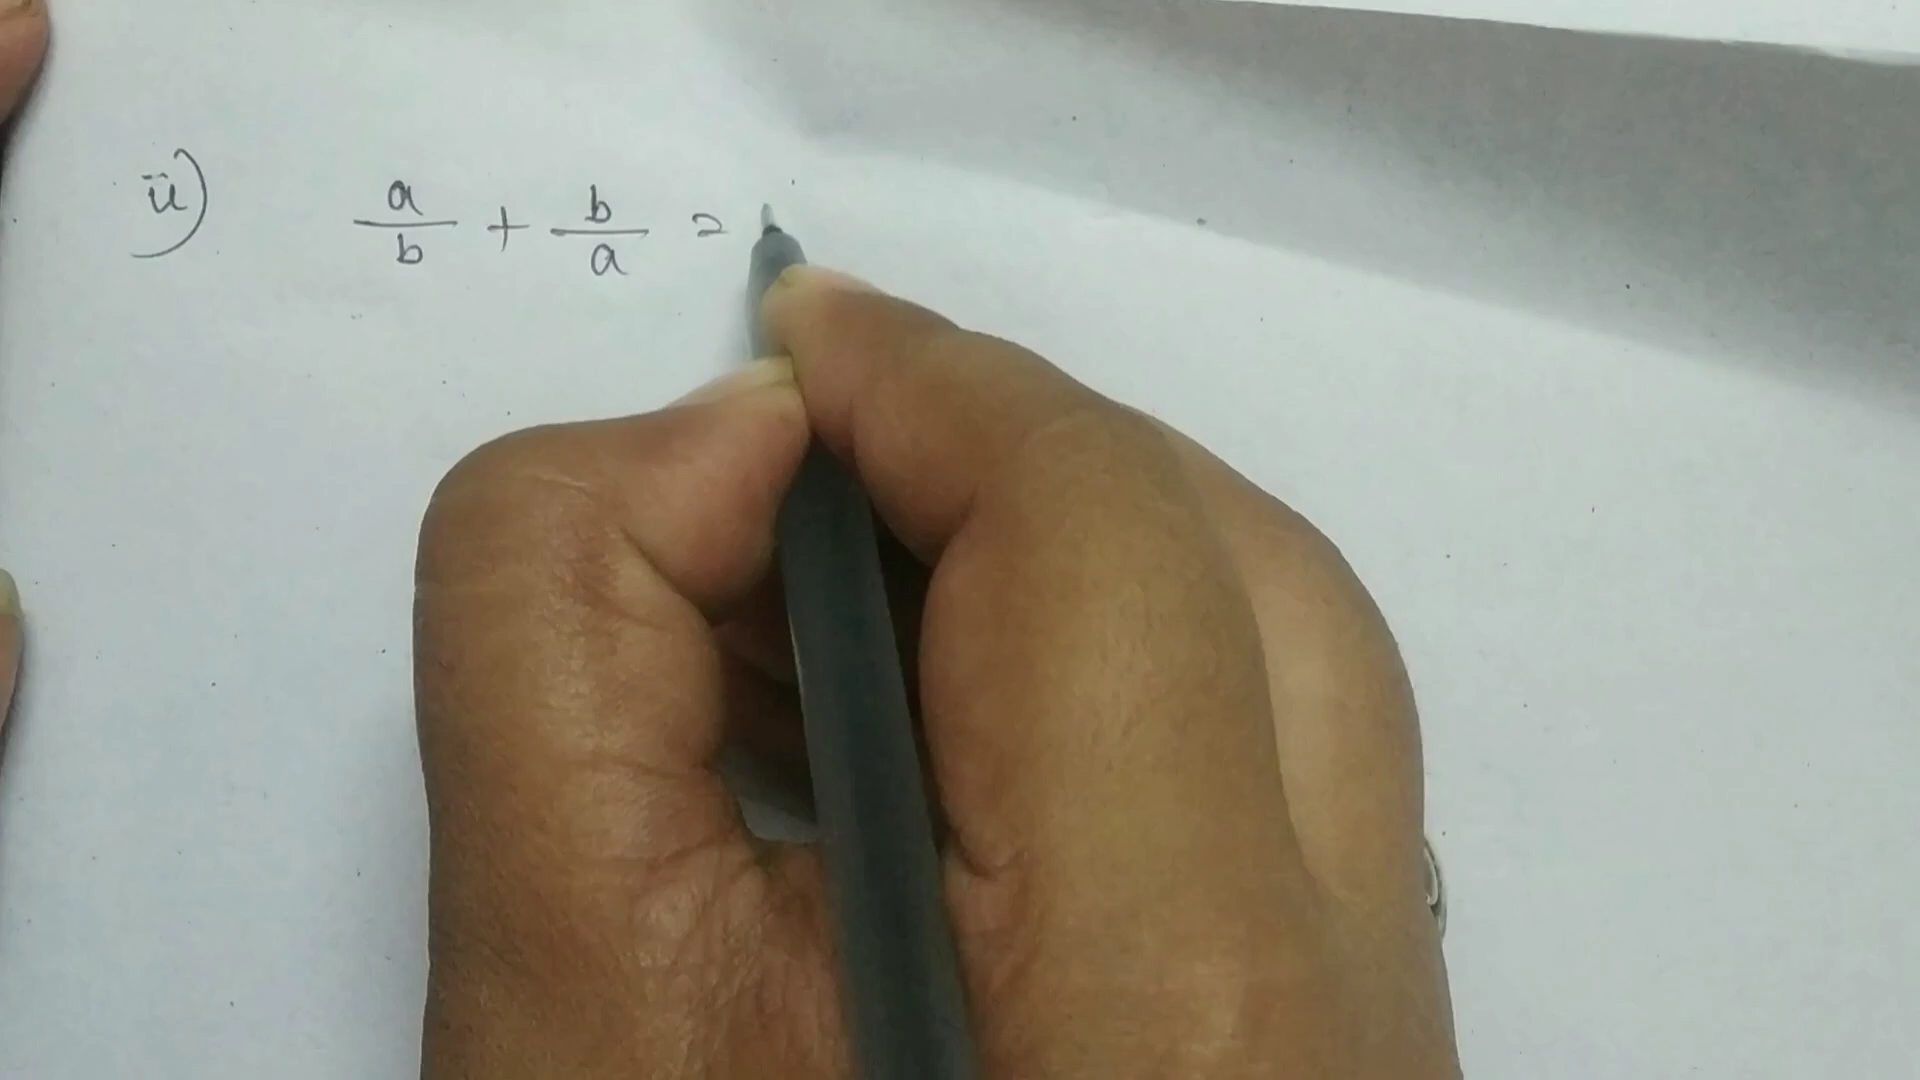 ii) a/b + b/a =